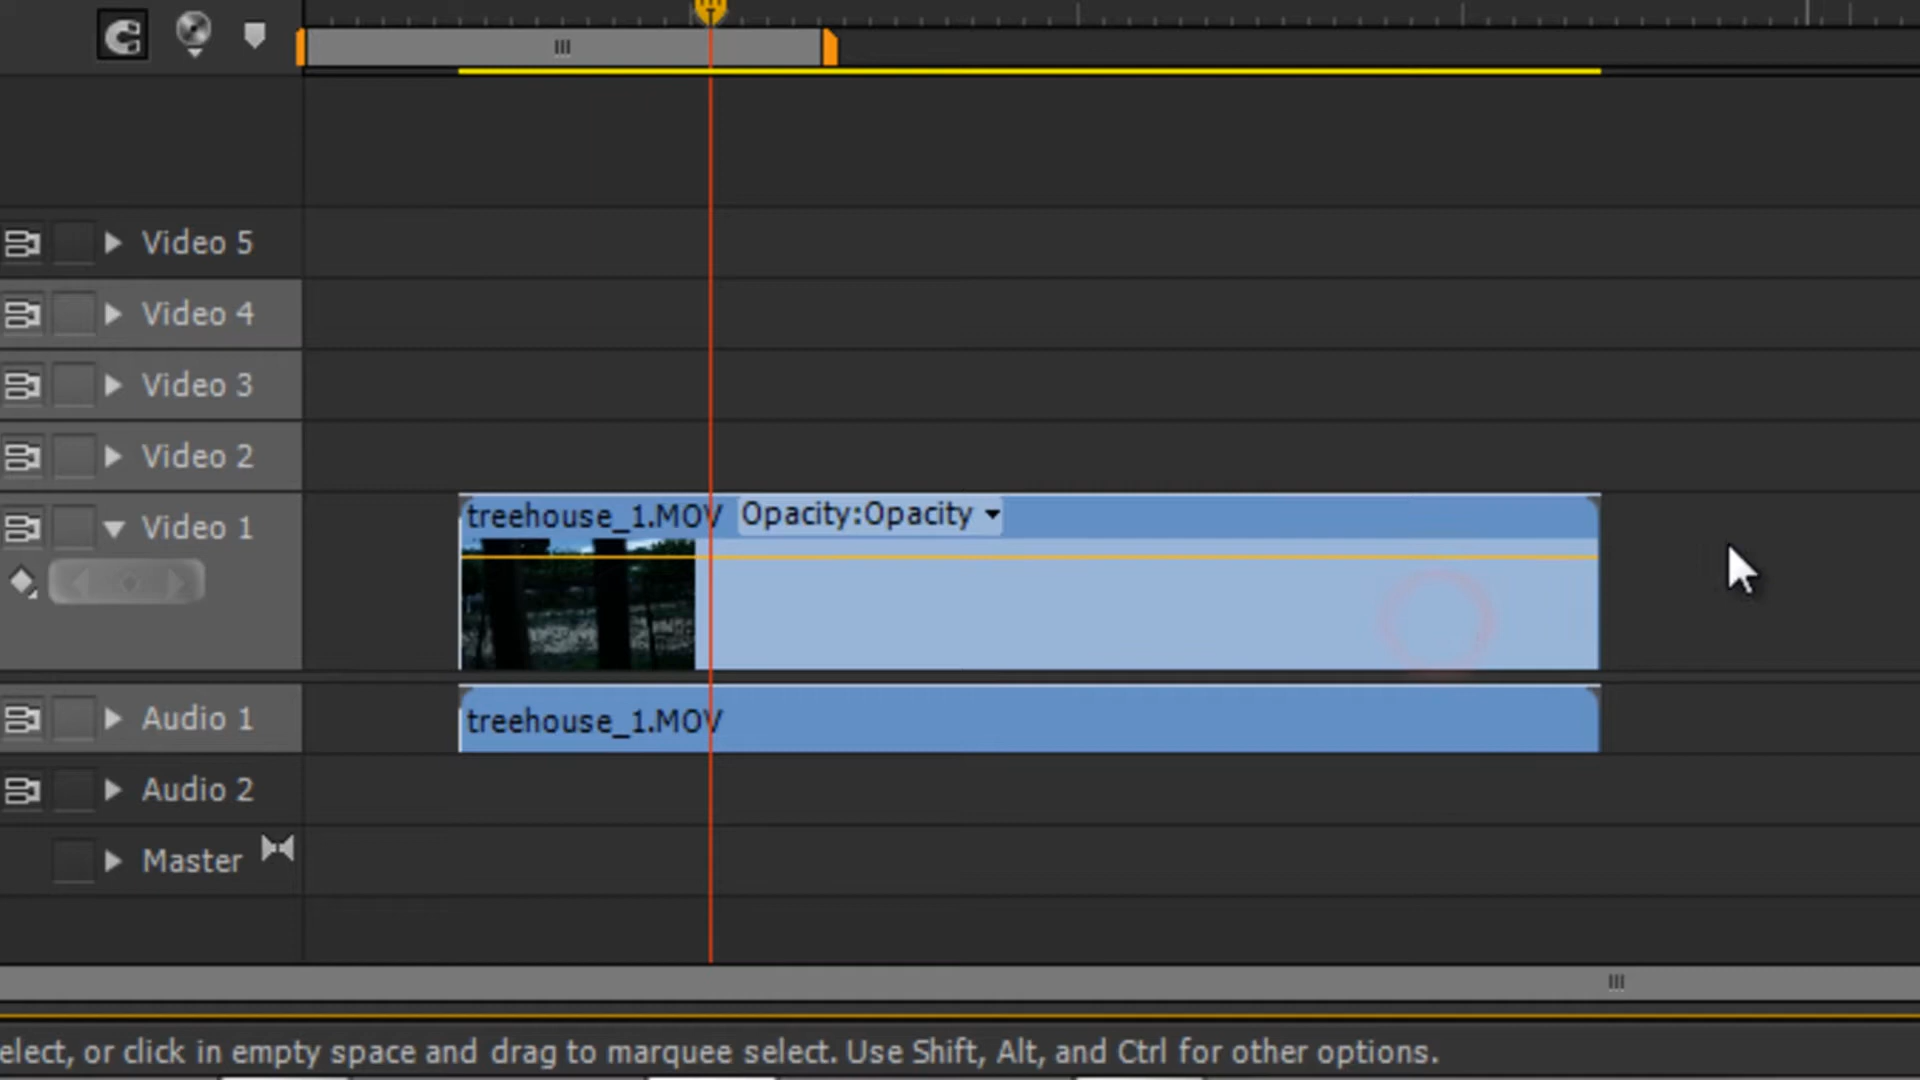 Video 5
Video 4
Video 3
Video 2
Video 1
treehouse_1.MOV Opacity:Opacity
Audio 1
treehouse_1.MOV
Audio 2
Master
elect, or click in empty space and drag to marquee select. Use Shift, Alt, and Ctrl for other options.